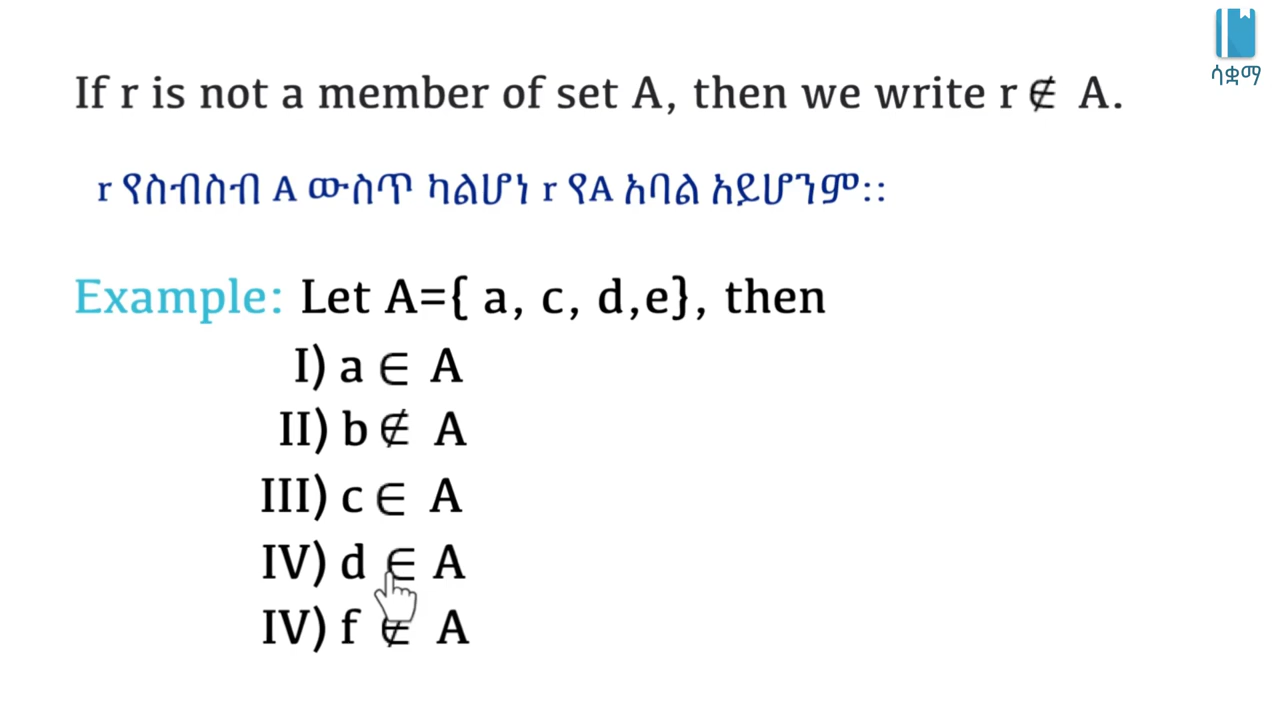 ሳቋማ
If r is not a member of set A, then we write r ∉ A.
r የስብስብ A ውስጥ ካልሆነ r የA አባል አይሆንም::
Example: Let A={ a, c, d,e}, then
I) a ∈ A
II) b ∉ A
III) c ∈ A
IV) d ∈ A
IV) f ∉ A